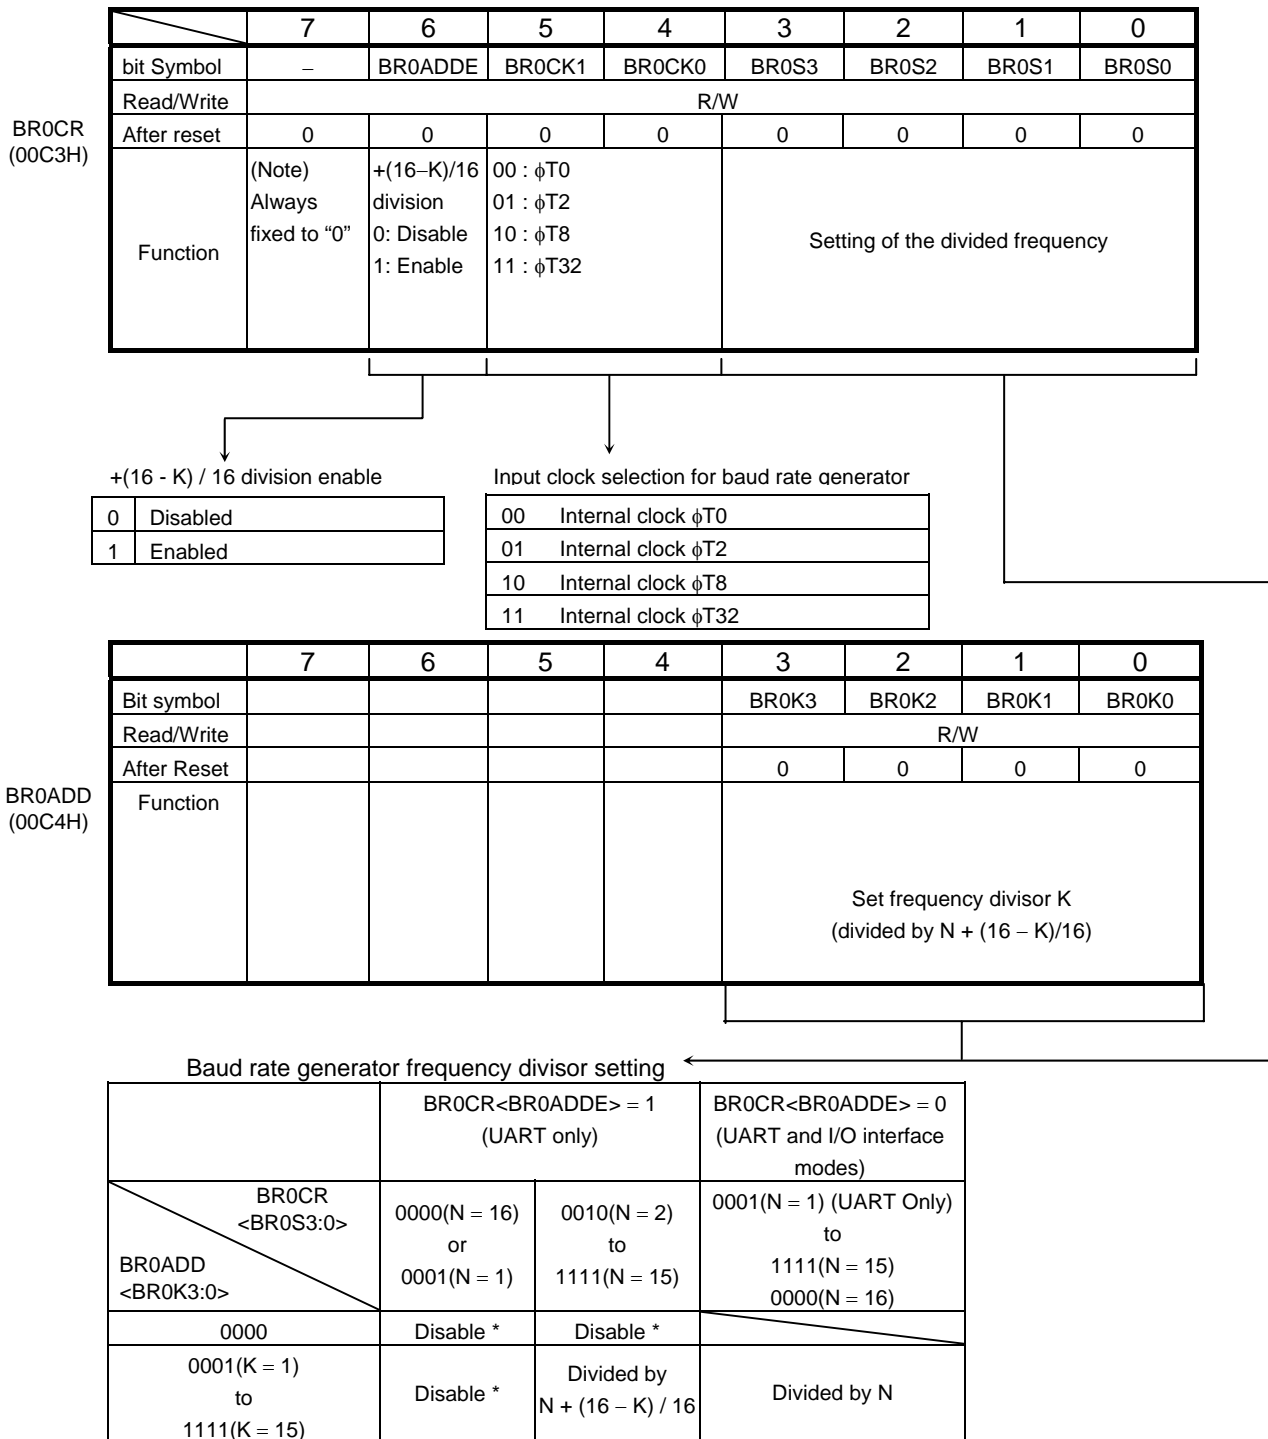 7 6 5 4 3 2 1 0
bit Symbol – BR0ADDE BR0CK1 BR0CK0 BR0S3 BR0S2 BR0S1 BR0S0
Read/Write R/W
BR0CR
(00C3H)
After reset 0 0 0 0 0 0 0 0
Function
(Note)
Always
fixed to “0”
+(16−K)/16
division
0: Disable
1: Enable
00 : ϕT0
01 : ϕT2
10 : ϕT8
11 : ϕT32
Setting of the divided frequency
+(16 - K) / 16 division enable
0 Disabled
1 Enabled
Input clock selection for baud rate generator
00 Internal clock ϕT0
01 Internal clock ϕT2
10 Internal clock ϕT8
11 Internal clock ϕT32
7 6 5 4 3 2 1 0
Bit symbol BR0K3 BR0K2 BR0K1 BR0K0
Read/Write R/W
After Reset 0 0 0 0
BR0ADD
(00C4H)
Function
Set frequency divisor K
(divided by N + (16 − K)/16)
Baud rate generator frequency divisor setting
BR0CR<BR0ADDE> = 1
(UART only)
BR0CR<BR0ADDE> = 0
(UART and I/O interface
modes)
BR0CR
<BR0S3:0>
BR0ADD
<BR0K3:0>
0000(N = 16)
or
0001(N = 1)
0010(N = 2)
to
1111(N = 15)
0001(N = 1) (UART Only)
to
1111(N = 15)
0000(N = 16)
0000 Disable * Disable *
0001(K = 1)
to
1111(K = 15)
Disable *
Divided by
N + (16 − K) / 16
Divided by N